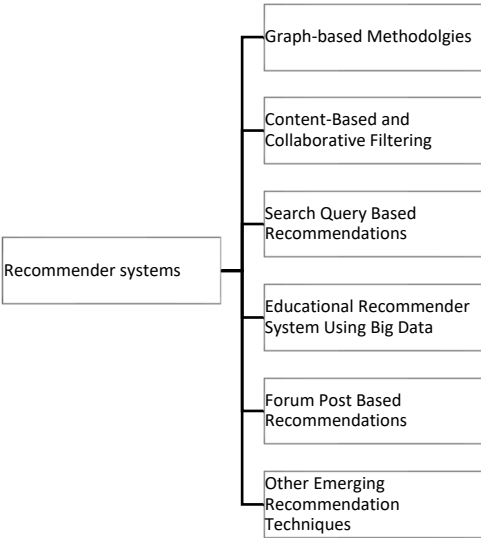 Graph-based Methodolgies
Content-Based and
Collaborative Filtering
Search Query Based
Recommendations
Recommender systems
Educational Recommender
System Using Big Data
Forum Post Based
Recommendations
Other Emerging
Recommendation
Techniques